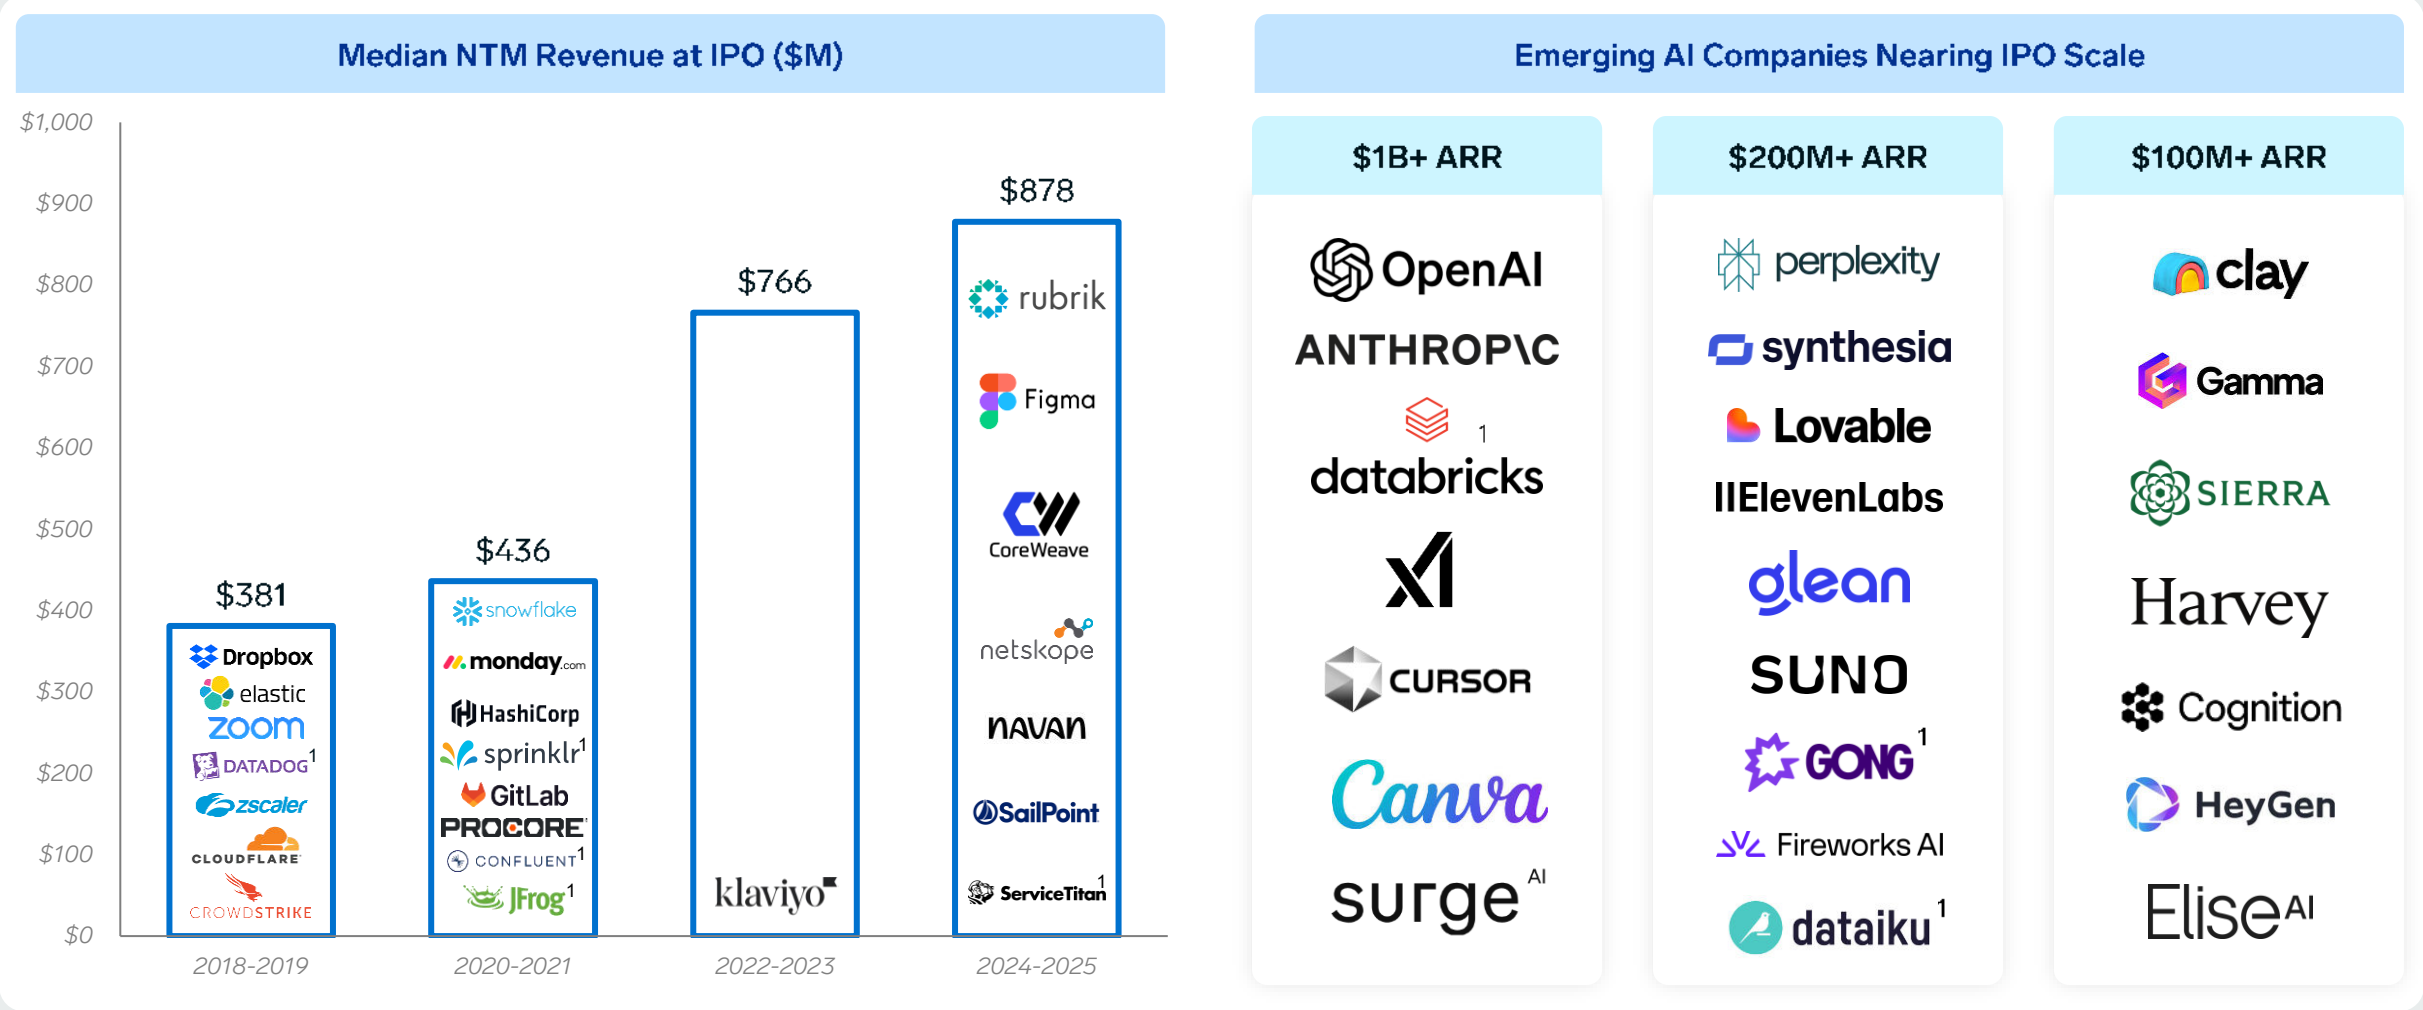 Median NTM Revenue at IPO ($M)
$1,000
$900
$800
$700
$600
$500
$400
$300
$200
$100
$0
$381
Dropbox
elastic
zoom
DATADOG1
zscaler
CLOUDFLARE
CROWDSTRIKE
2018-2019
$436
snowflake
monday.com
HashiCorp
sprinklr1
GitLab
PROCORE
CONFLUENT1
JFrog1
2020-2021
$766
klaviyo
2022-2023
$878
rubrik
Figma
CoreWeave
netskope
NAVAN
SailPoint
ServiceTitan1
2024-2025
Emerging AI Companies Nearing IPO Scale
$1B+ ARR
OpenAI
ANTHROP\C
databricks1
xAI
CURSOR
Canva
surge AI
$200M+ ARR
perplexity
synthesia
Lovable
IIElevenLabs
glean
SUNO
GONG1
Fireworks AI
dataiku1
$100M+ ARR
clay
Gamma
SIERRA
Harvey
Cognition
HeyGen
EliseAI